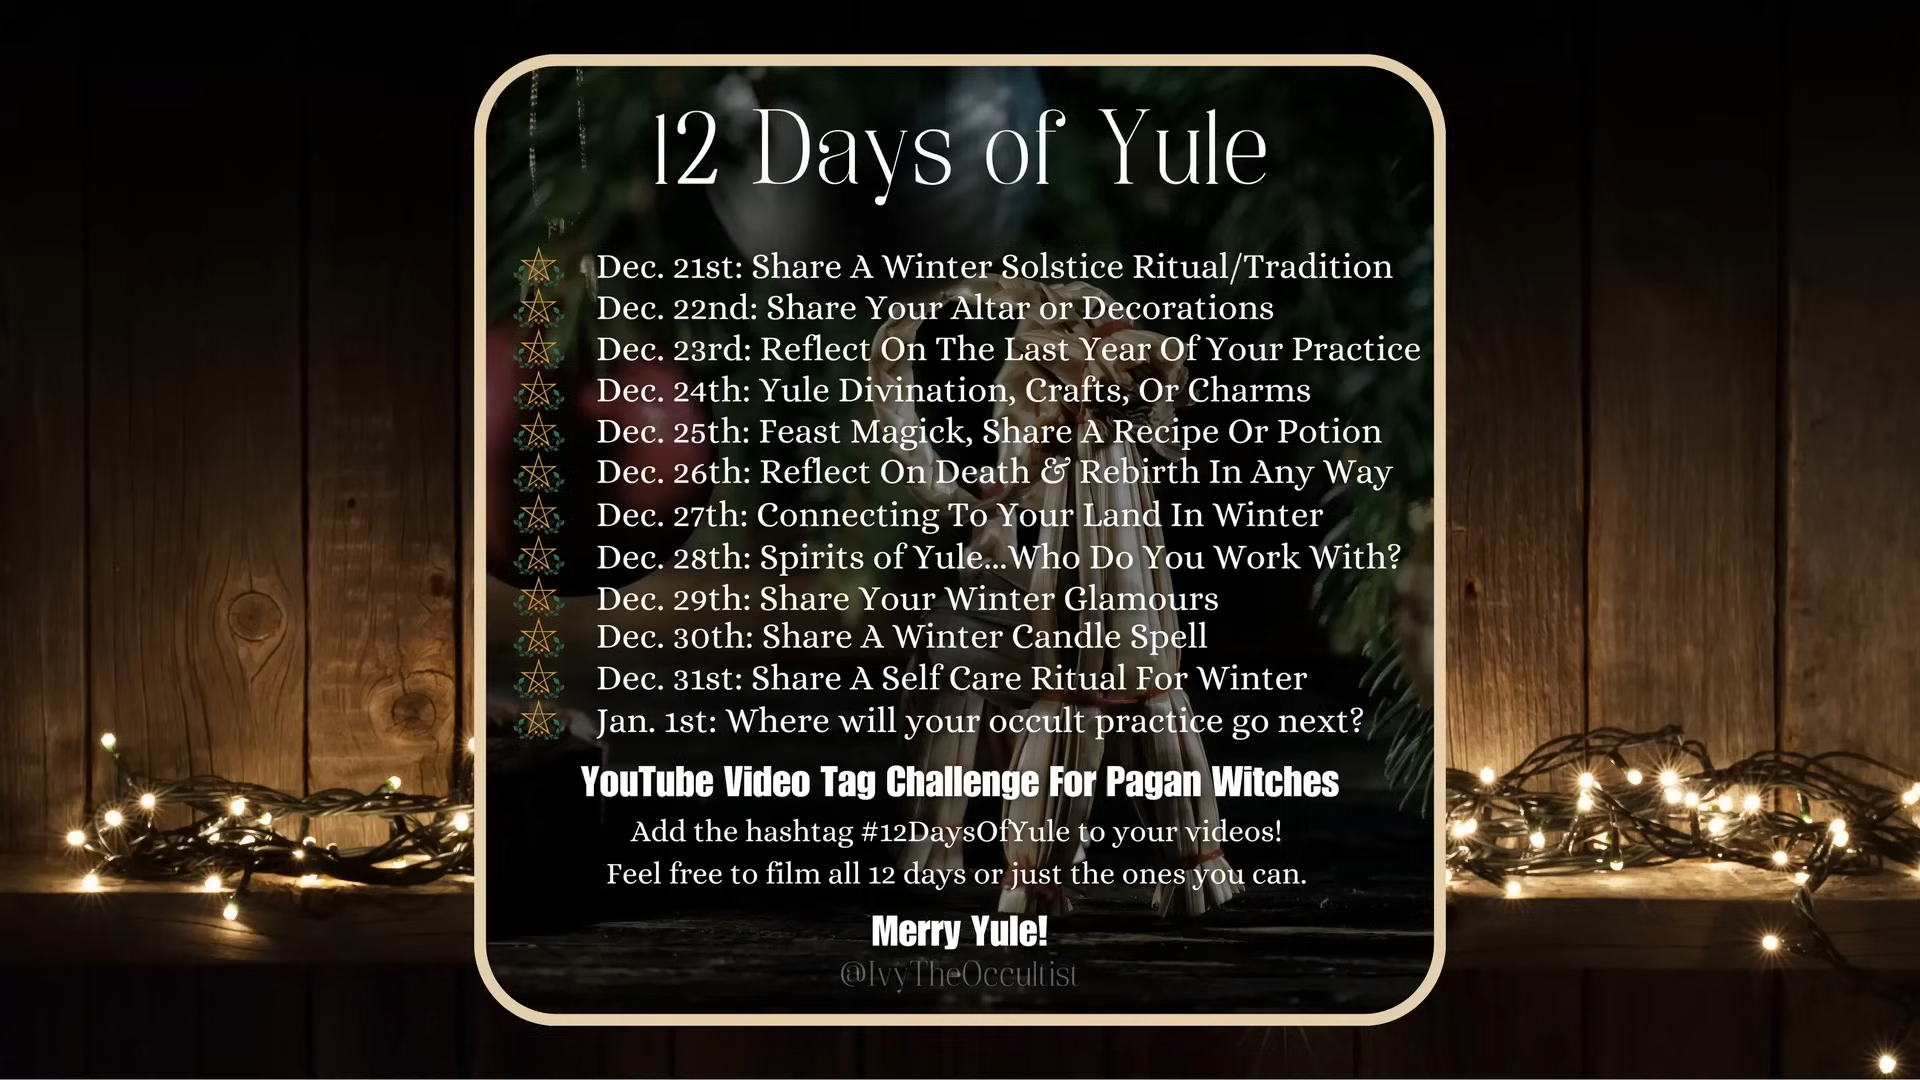 12 Days of Yule
Dec. 21st: Share A Winter Solstice Ritual/Tradition
Dec. 22nd: Share Your Altar or Decorations
Dec. 23rd: Reflect On The Last Year Of Your Practice
Dec. 24th: Yule Divination, Crafts, Or Charms
Dec. 25th: Feast Magick, Share A Recipe Or Potion
Dec. 26th: Reflect On Death & Rebirth In Any Way
Dec. 27th: Connecting To Your Land In Winter
Dec. 28th: Spirits of Yule...Who Do You Work With?
Dec. 29th: Share Your Winter Glamours
Dec. 30th: Share A Winter Candle Spell
Dec. 31st: Share A Self Care Ritual For Winter
Jan. 1st: Where will your occult practice go next?
YouTube Video Tag Challenge For Pagan Witches
Add the hashtag #12DaysOfYule to your videos!
Feel free to film all 12 days or just the ones you can.
Merry Yule!
@IvyTheOccultist